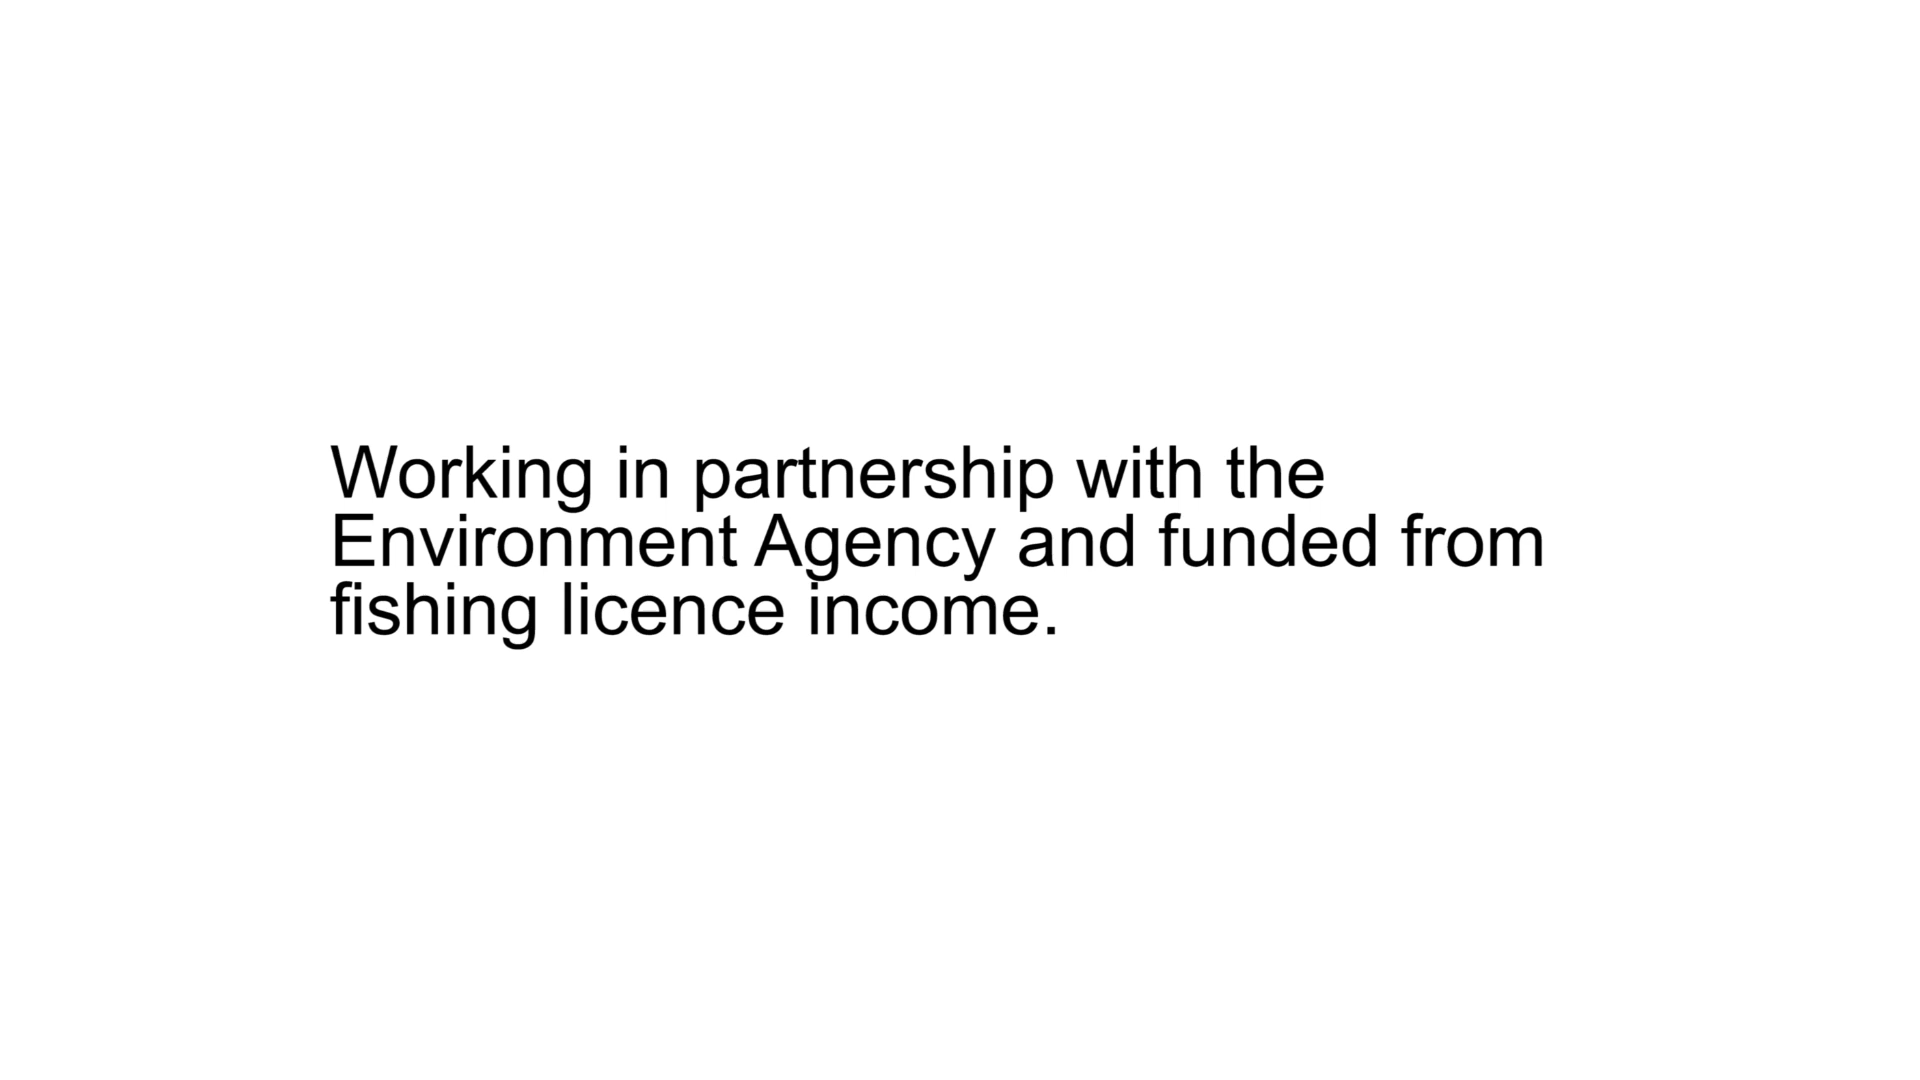 Working in partnership with the
Environment Agency and funded from
fishing licence income.